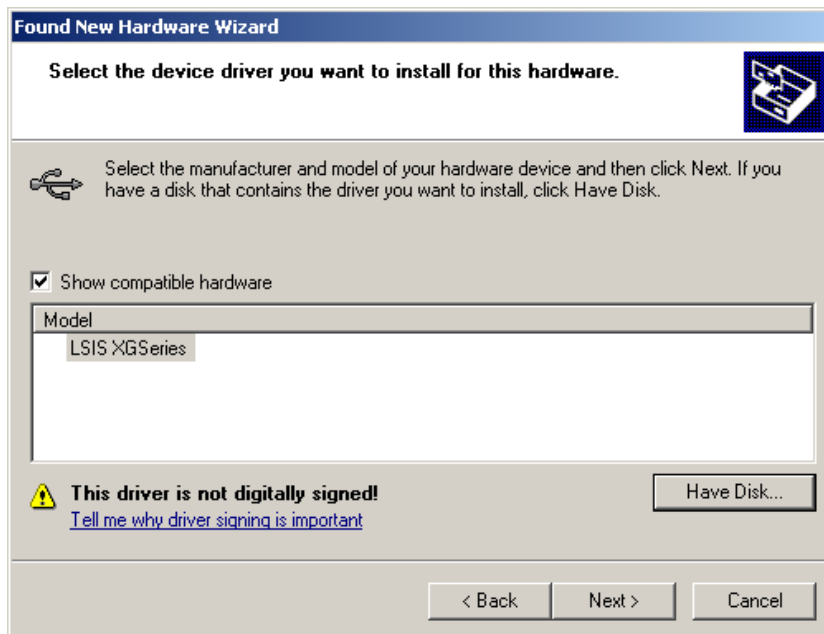 Found New Hardware Wizard
Select the device driver you want to install for this hardware.
Select the manufacturer and model of your hardware device and then click Next. If you
have a disk that contains the driver you want to install, click Have Disk.
Show compatible hardware
Model
LSIS XGSeries
This driver is not digitally signed!
Tell me why driver signing is important
Have Disk...
< Back
Next >
Cancel